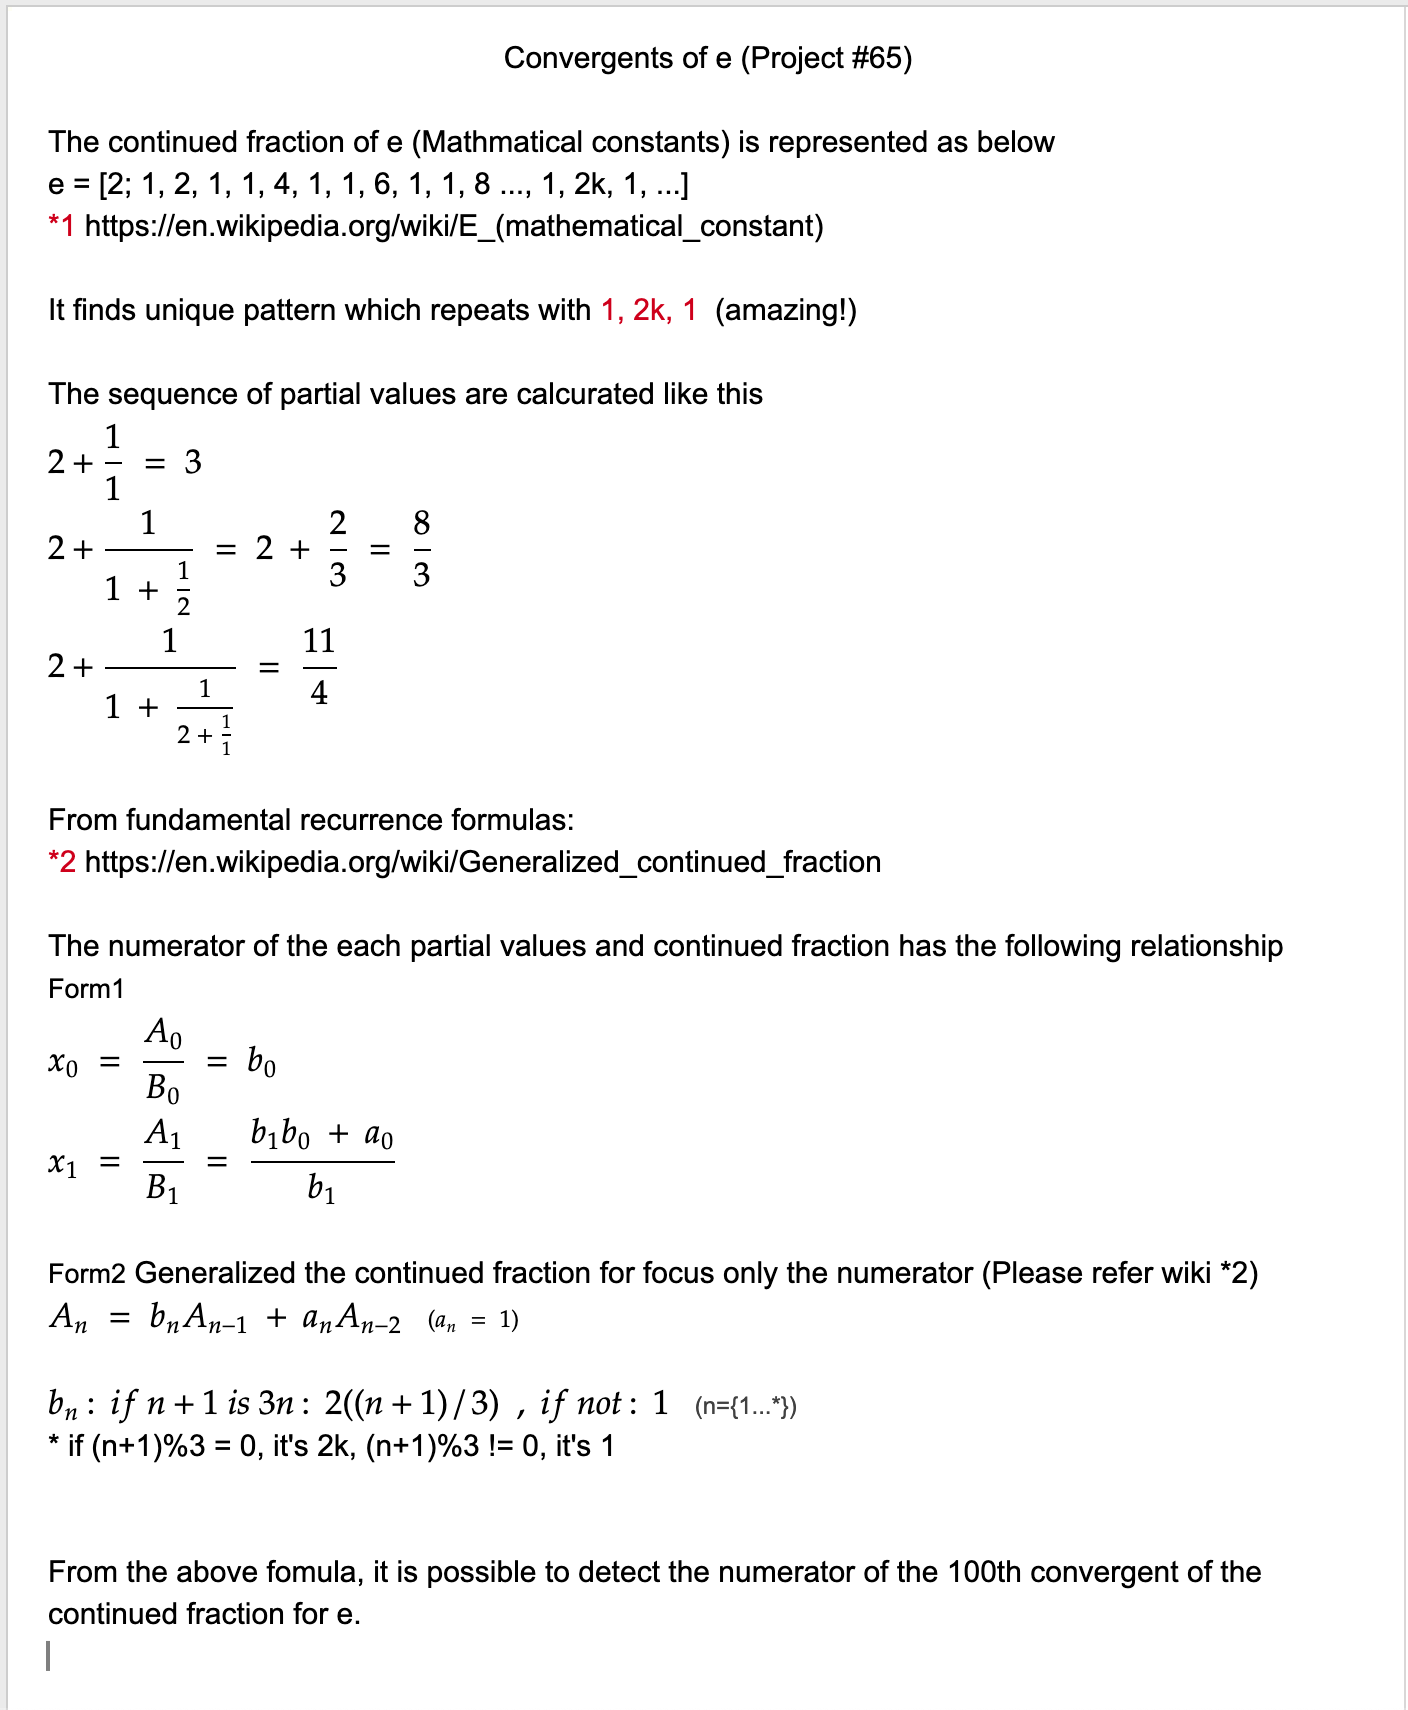 Convergents of e (Project #65)
The continued fraction of e (Mathmatical constants) is represented as below
e = [2; 1, 2, 1, 1, 4, 1, 1, 6, 1, 1, 8 ..., 1, 2k, 1, ...]
*1 https://en.wikipedia.org/wiki/E_(mathematical_constant)
It finds unique pattern which repeats with 1, 2k, 1 (amazing!)
The sequence of partial values are calcurated like this
2 + \frac{1}{1} = 3
2 + \frac{1}{1 + \frac{1}{2}} = 2 + \frac{2}{3} = \frac{8}{3}
2 + \frac{1}{1 + \frac{1}{2 + \frac{1}{1}}} = \frac{11}{4}
From fundamental recurrence formulas:
*2 https://en.wikipedia.org/wiki/Generalized_continued_fraction
The numerator of the each partial values and continued fraction has the following relationship
Form1
x_0 = \frac{A_0}{B_0} = b_0
x_1 = \frac{A_1}{B_1} = \frac{b_1 b_0 + a_0}{b_1}
Form2 Generalized the continued fraction for focus only the numerator (Please refer wiki *2)
A_n = b_n A_{n-1} + a_n A_{n-2} (a_n = 1)
b_n : if n + 1 is 3n : 2((n + 1)/3) , if not : 1 (n={1...*})
* if (n+1)%3 = 0, it's 2k, (n+1)%3 != 0, it's 1
From the above fomula, it is possible to detect the numerator of the 100th convergent of the
continued fraction for e.